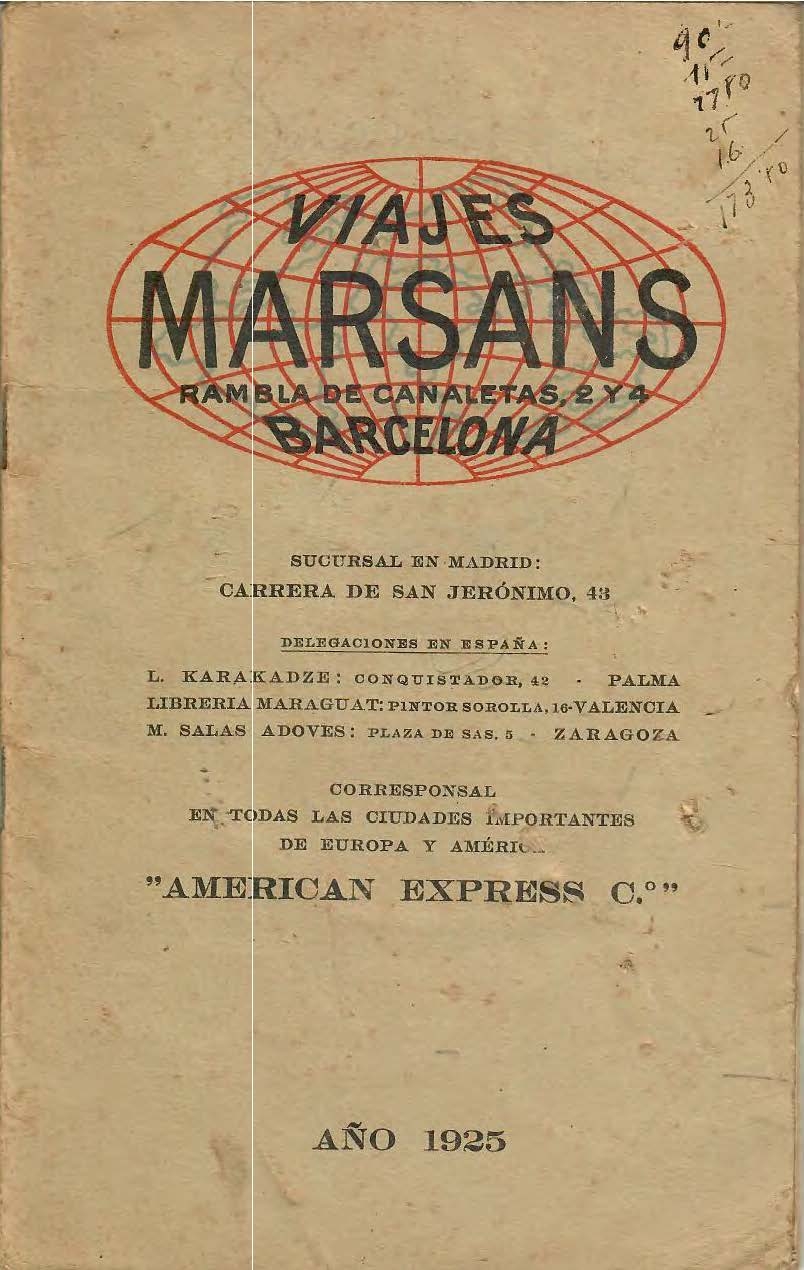 90
VIAJES
MARSANS
RAMBLA DE CANALETAS, 2 Y 4
BARCELONA
SUCURSAL EN MADRID:
CARRERA DE SAN JERÓNIMO, 43
DELEGACIONES EN ESPAÑA:
L. KARAKADZE: CONQUISTADOR, 42 - PALMA
LIBRERIA MARAGUAT: PINTOR SOROLLA, 16-VALENCIA
M. SALAS ADOVES: PLAZA DE SAS, 5 - ZARAGOZA
CORRESPONSAL
EN TODAS LAS CIUDADES IMPORTANTES
DE EUROPA Y AMÉRIC
"AMERICAN EXPRESS C.º"
AÑO 1925